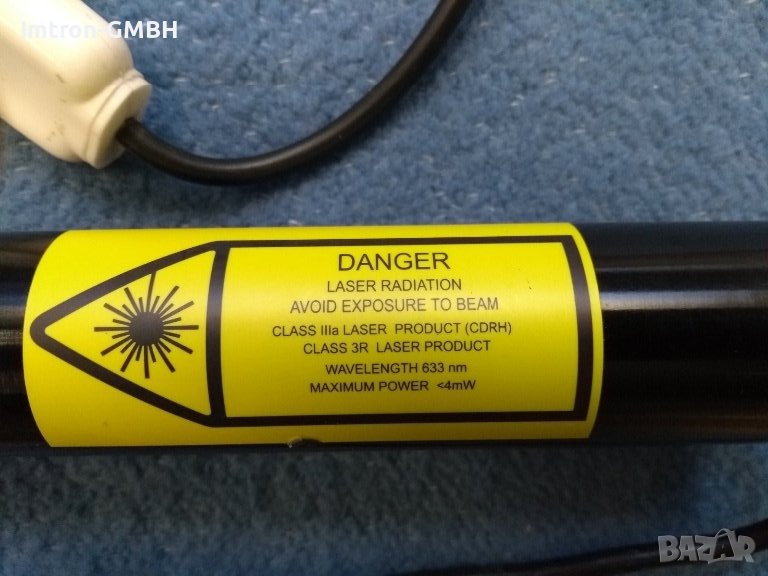 Imtron-GMBH
DANGER
LASER RADIATION
AVOID EXPOSURE TO BEAM
CLASS IIIa LASER PRODUCT (CDRH)
CLASS 3R LASER PRODUCT
WAVELENGTH 633 nm
MAXIMUM POWER <4mW
BAZAR